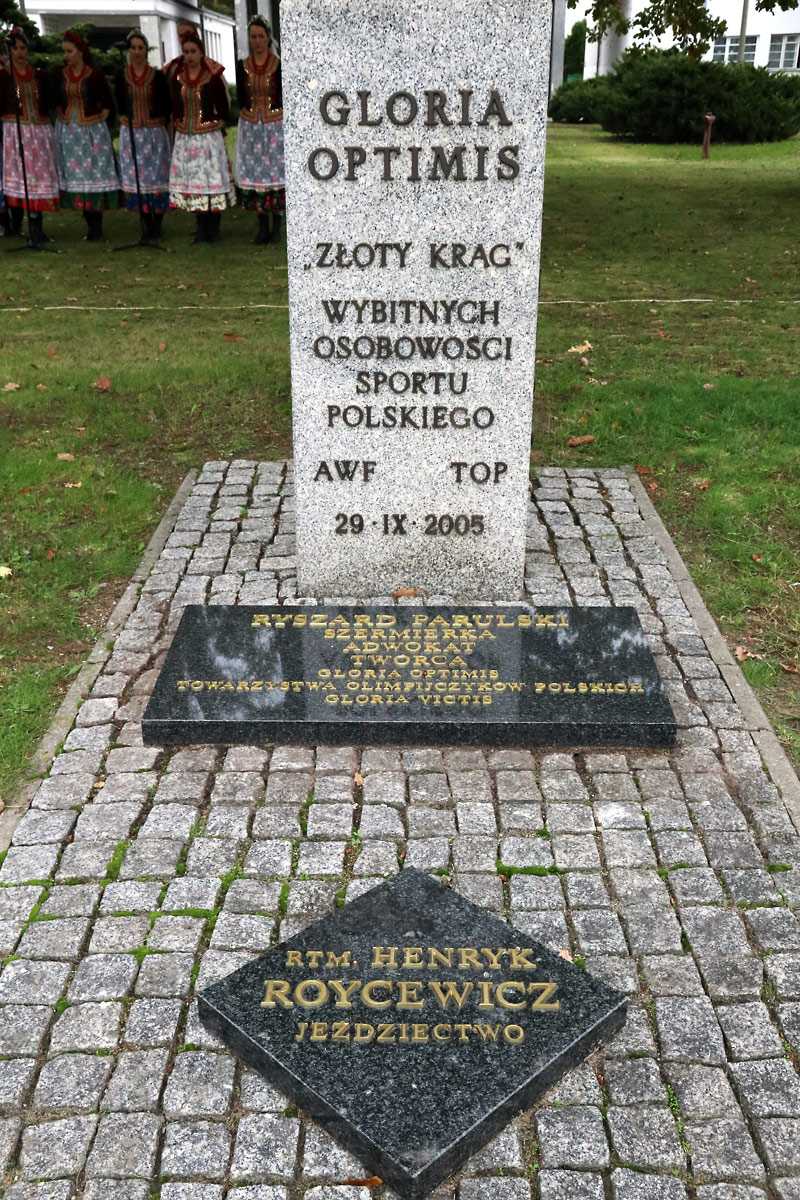 GLORIA
OPTIMIS
„ZŁOTY KRĄG”
WYBITNYCH
OSOBOWOŚCI
SPORTU
POLSKIEGO
AWF TOP
29·IX·2005
RYSZARD PARULSKI
SZERMIERKA
ADWOKAT
TWÓRCA
GLORIA OPTIMIS
TOWARZYSTWA OLIMPIJCZYKÓW POLSKICH
GLORIA VICTIS
RTM. HENRYK
ROYCEWICZ
JEŹDZIECTWO